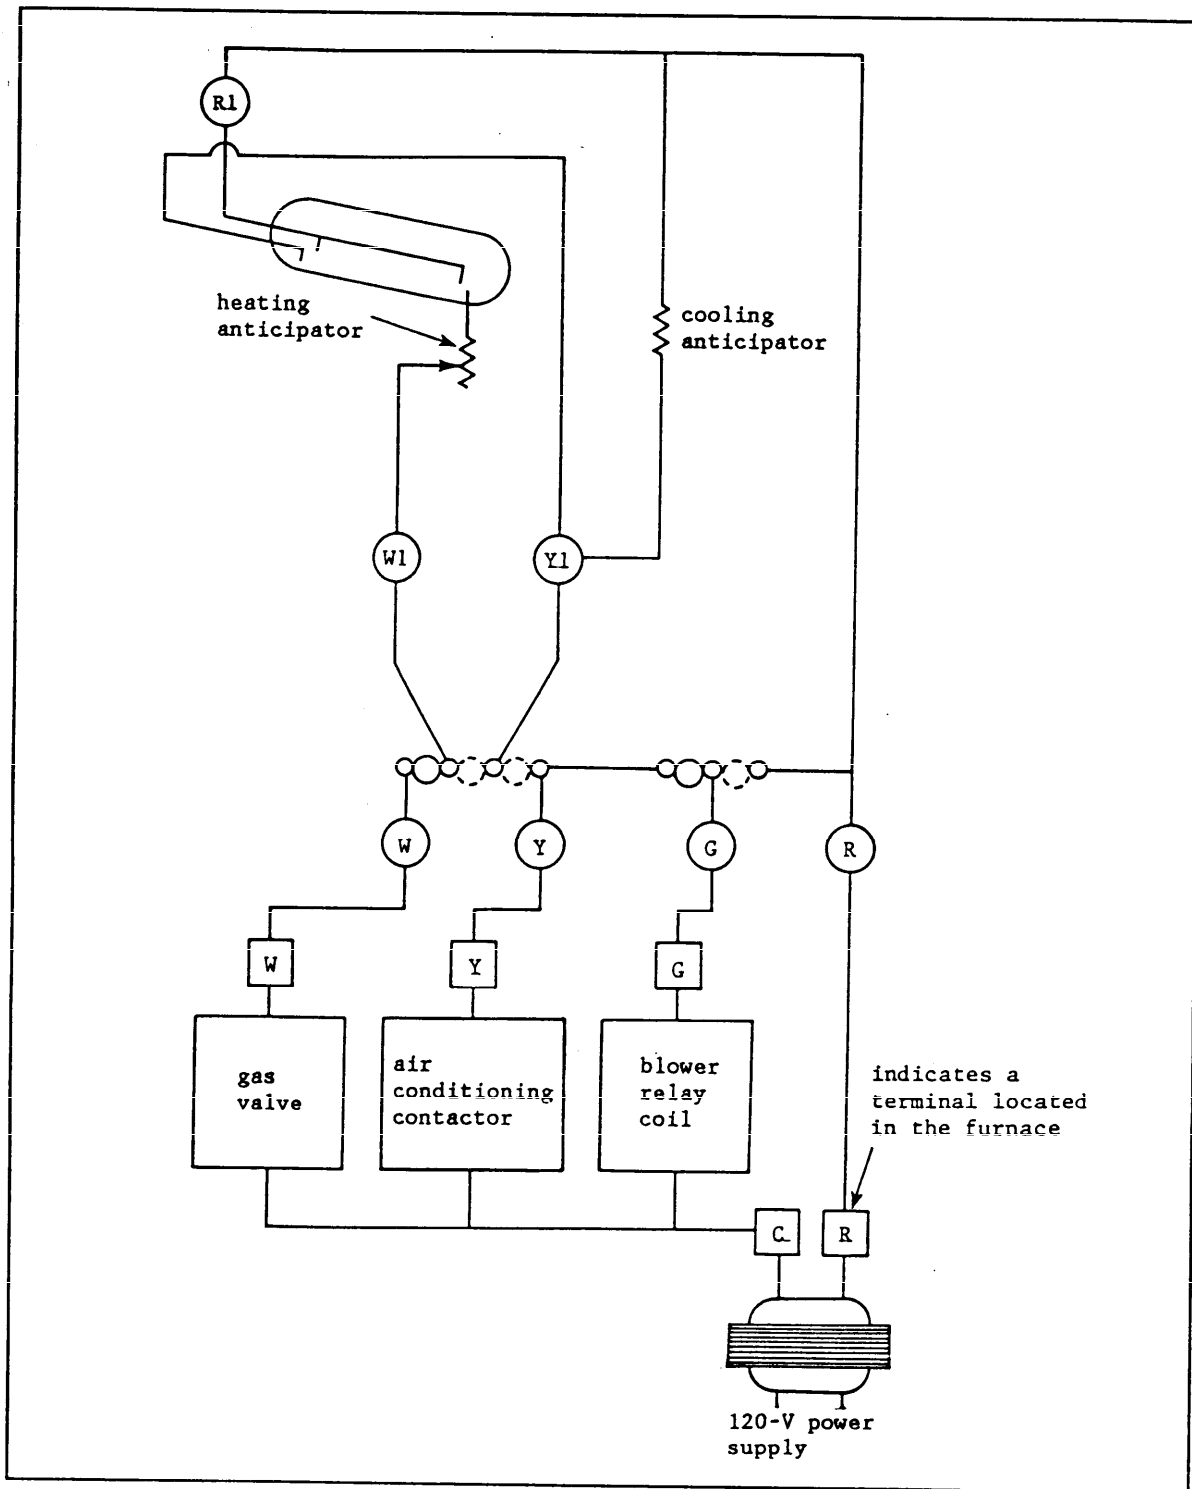 R1
heating
anticipator
cooling
anticipator
W1
Y1
W
Y
G
R
W
Y
G
gas
valve
air
conditioning
contactor
blower
relay
coil
indicates a
terminal located
in the furnace
C
R
120-V power
supply